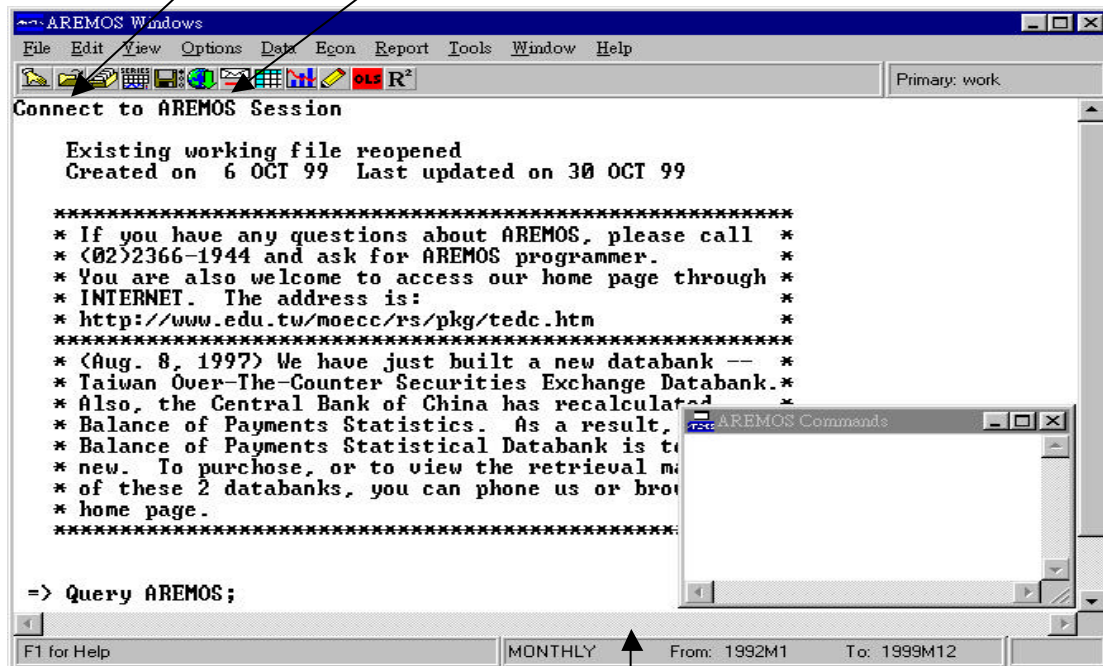 AREMOS Windows
File Edit View Options Data Econ Report Tools Window Help
SERIES OLS R² Primary: work
Connect to AREMOS Session
Existing working file reopened
Created on 6 OCT 99 Last updated on 30 OCT 99
************************************************************
* If you have any questions about AREMOS, please call *
* (02)2366-1944 and ask for AREMOS programmer. *
* You are also welcome to access our home page through *
* INTERNET. The address is: *
* http://www.edu.tw/moecc/rs/pkg/tedc.htm *
************************************************************
* (Aug. 8, 1997) We have just built a new databank -- *
* Taiwan Over-The-Counter Securities Exchange Databank.*
* Also, the Central Bank of China has recalculated
* Balance of Payments Statistics. As a result,
* Balance of Payments Statistical Databank is
* new. To purchase, or to view the retrieval
* of these 2 databanks, you can phone us or
* home page.
************************************************
AREMOS Commands
=> Query AREMOS;
F1 for Help MONTHLY From: 1992M1 To: 1999M12